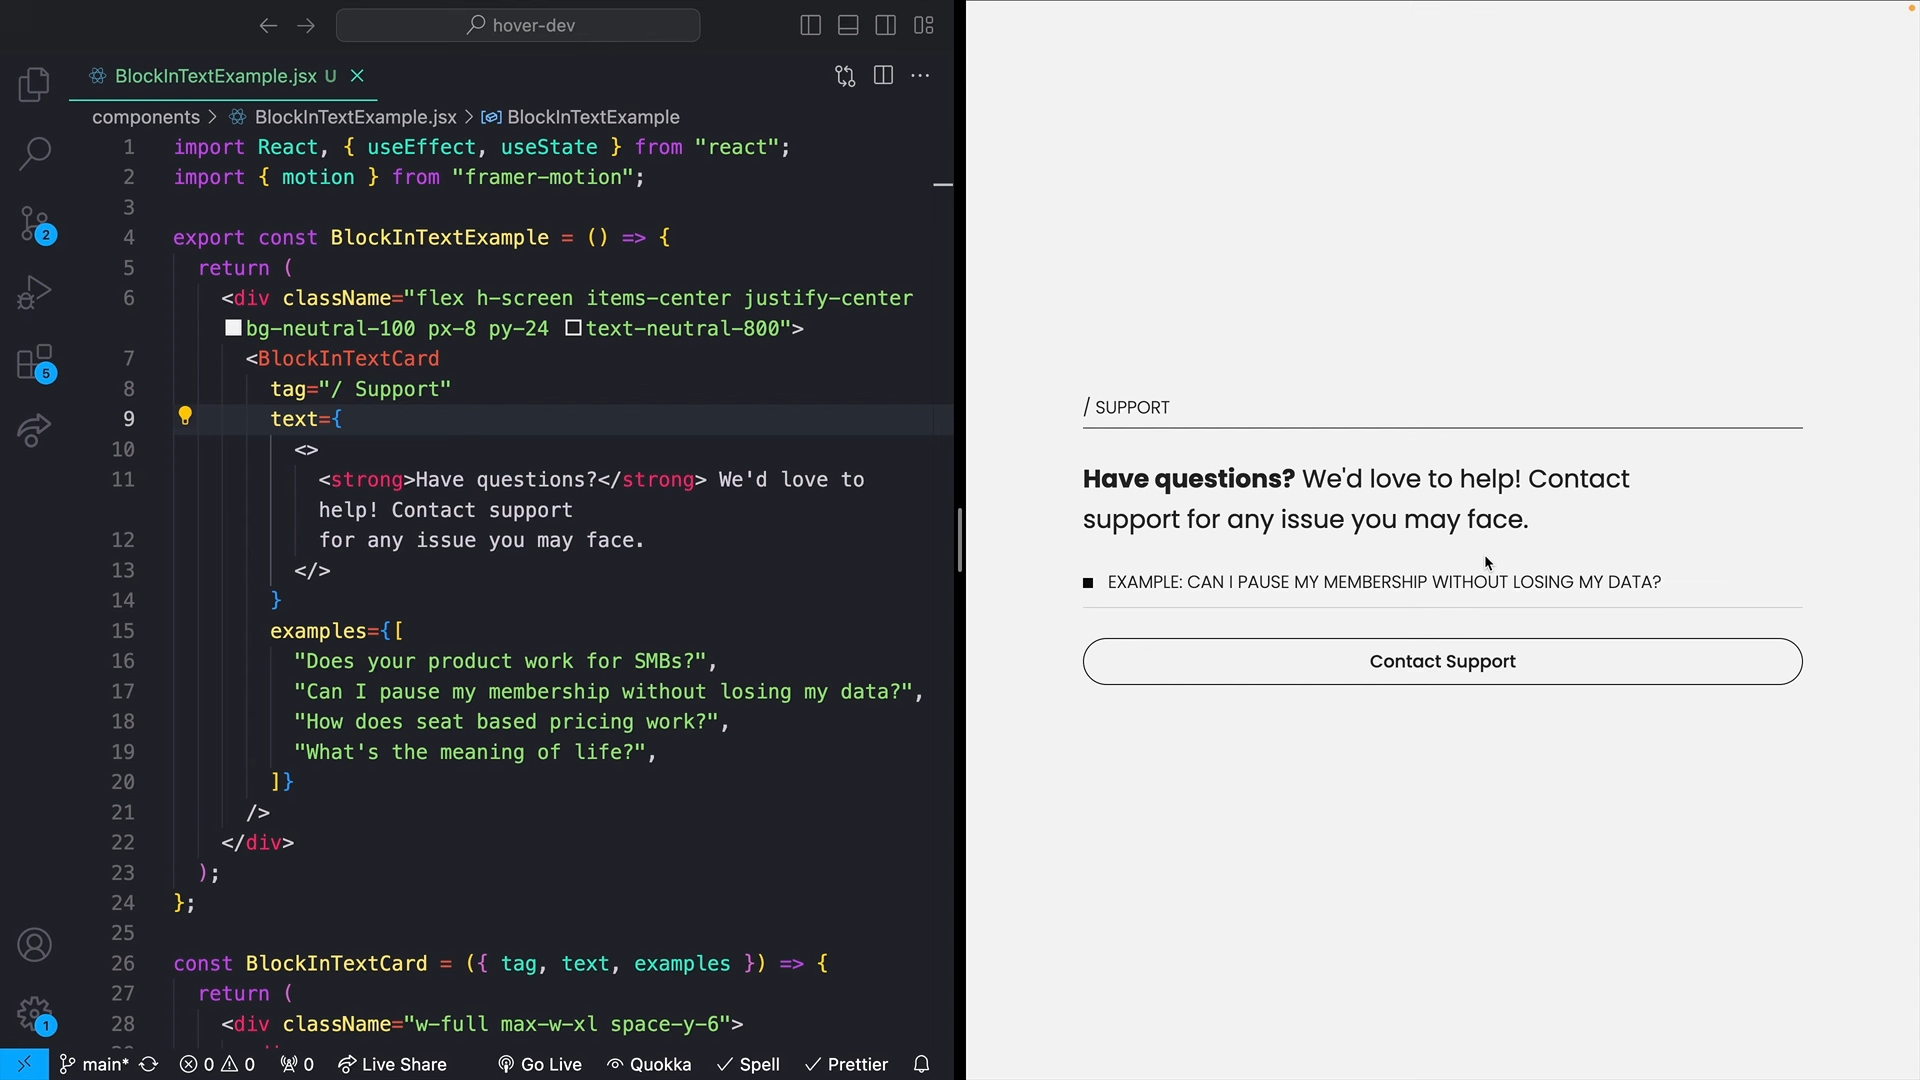 hover-dev
BlockInTextExample.jsx U
components > BlockInTextExample.jsx > BlockInTextExample
1 import React, { useEffect, useState } from "react";
2 import { motion } from "framer-motion";
3
4 export const BlockInTextExample = () => {
5 return (
6 <div className="flex h-screen items-center justify-center
bg-neutral-100 px-8 py-24 text-neutral-800">
7 <BlockInTextCard
8 tag="/ Support"
9 text={
10 <>
11 <strong>Have questions?</strong> We'd love to
help! Contact support
12 for any issue you may face.
13 </>
14 }
15 examples={[
16 "Does your product work for SMBs?",
17 "Can I pause my membership without losing my data?",
18 "How does seat based pricing work?",
19 "What's the meaning of life?",
20 ]}
21 />
22 </div>
23 );
24 };
25
26 const BlockInTextCard = ({ tag, text, examples }) => {
27 return (
28 <div className="w-full max-w-xl space-y-6">
2
5
1
main* 0 0 0 Live Share Go Live Quokka Spell Prettier
/ SUPPORT
Have questions? We'd love to help! Contact
support for any issue you may face.
EXAMPLE: CAN I PAUSE MY MEMBERSHIP WITHOUT LOSING MY DATA?
Contact Support